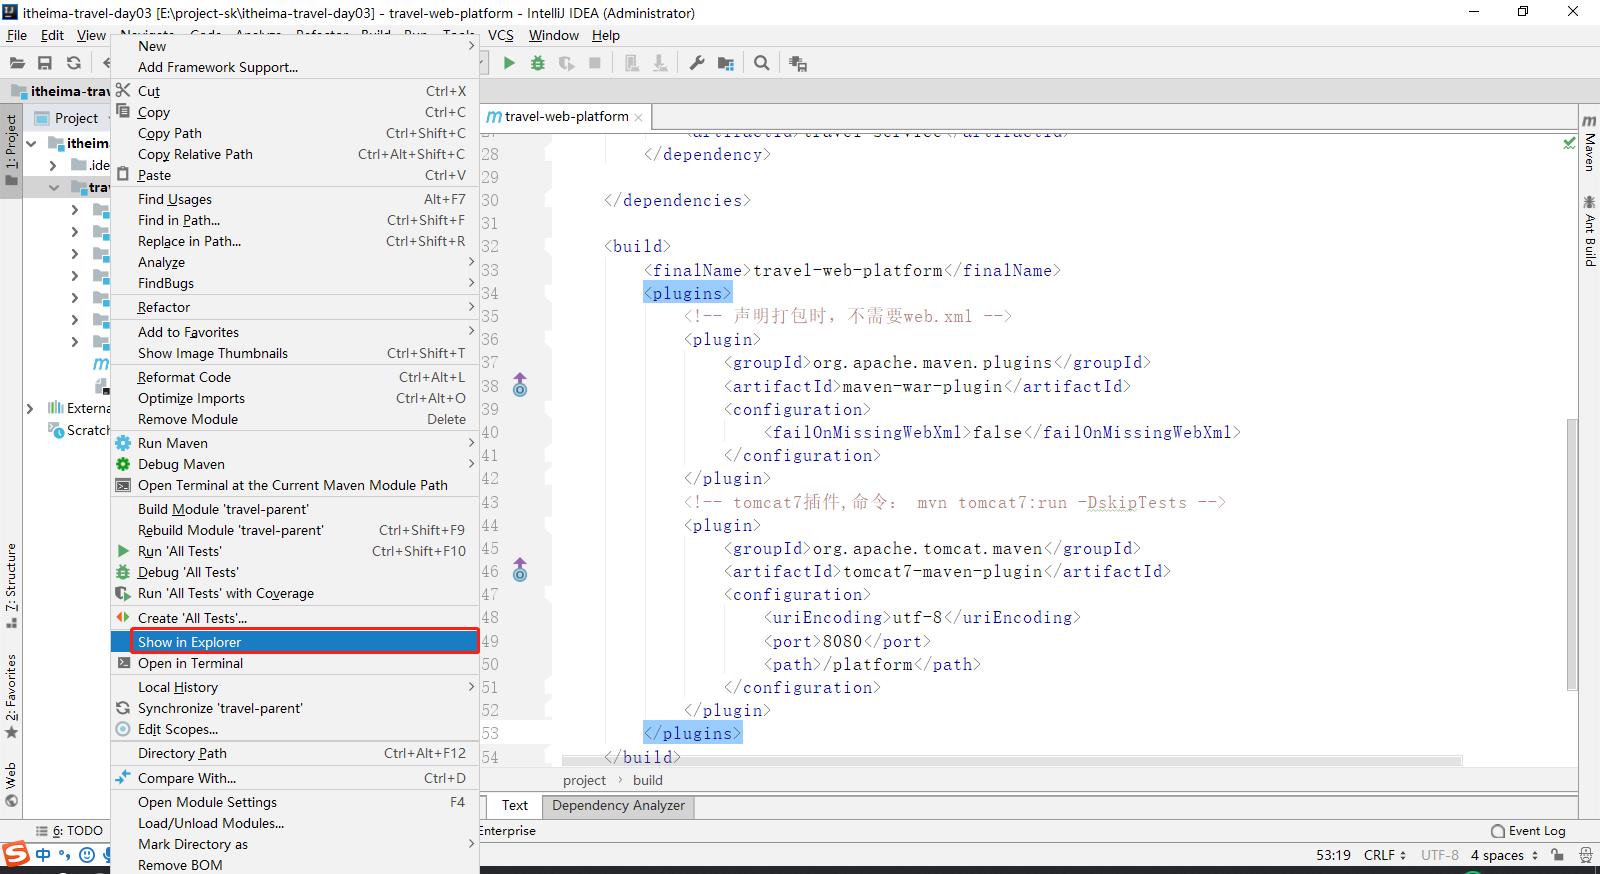 itheima-travel-day03 [E:\project-sk\itheima-travel-day03] - travel-web-platform - IntelliJ IDEA (Administrator)
File Edit View VCS Window Help
itheima-trav
travel-web-platform
1: Project
Project
itheim
.ide
trav
Externa
Scratch
7: Structure
2: Favorites
Web
New
Add Framework Support...
Cut Ctrl+X
Copy Ctrl+C
Copy Path Ctrl+Shift+C
Copy Relative Path Ctrl+Alt+Shift+C
Paste Ctrl+V
Find Usages Alt+F7
Find in Path... Ctrl+Shift+F
Replace in Path... Ctrl+Shift+R
Analyze
FindBugs
Refactor
Add to Favorites
Show Image Thumbnails Ctrl+Shift+T
Reformat Code Ctrl+Alt+L
Optimize Imports Ctrl+Alt+O
Remove Module Delete
Run Maven
Debug Maven
Open Terminal at the Current Maven Module Path
Build Module 'travel-parent'
Rebuild Module 'travel-parent' Ctrl+Shift+F9
Run 'All Tests' Ctrl+Shift+F10
Debug 'All Tests'
Run 'All Tests' with Coverage
Create 'All Tests'...
Show in Explorer
Open in Terminal
Local History
Synchronize 'travel-parent'
Edit Scopes...
Directory Path Ctrl+Alt+F12
Compare With... Ctrl+D
Open Module Settings F4
Load/Unload Modules...
Mark Directory as
Remove BOM
28 </dependency>
29
30 </dependencies>
31
32 <build>
33 <finalName>travel-web-platform</finalName>
34 <plugins>
35 <!-- 声明打包时，不需要web.xml -->
36 <plugin>
37 <groupId>org.apache.maven.plugins</groupId>
38 <artifactId>maven-war-plugin</artifactId>
39 <configuration>
40 <failOnMissingWebXml>false</failOnMissingWebXml>
41 </configuration>
42 </plugin>
43 <!-- tomcat7插件,命令： mvn tomcat7:run -DskipTests -->
44 <plugin>
45 <groupId>org.apache.tomcat.maven</groupId>
46 <artifactId>tomcat7-maven-plugin</artifactId>
47 <configuration>
48 <uriEncoding>utf-8</uriEncoding>
49 <port>8080</port>
50 <path>/platform</path>
51 </configuration>
52 </plugin>
53 </plugins>
54 </build>
project › build
Text Dependency Analyzer
Maven
Ant Build
6: TODO
Enterprise
Event Log
中
53:19 CRLF UTF-8 4 spaces